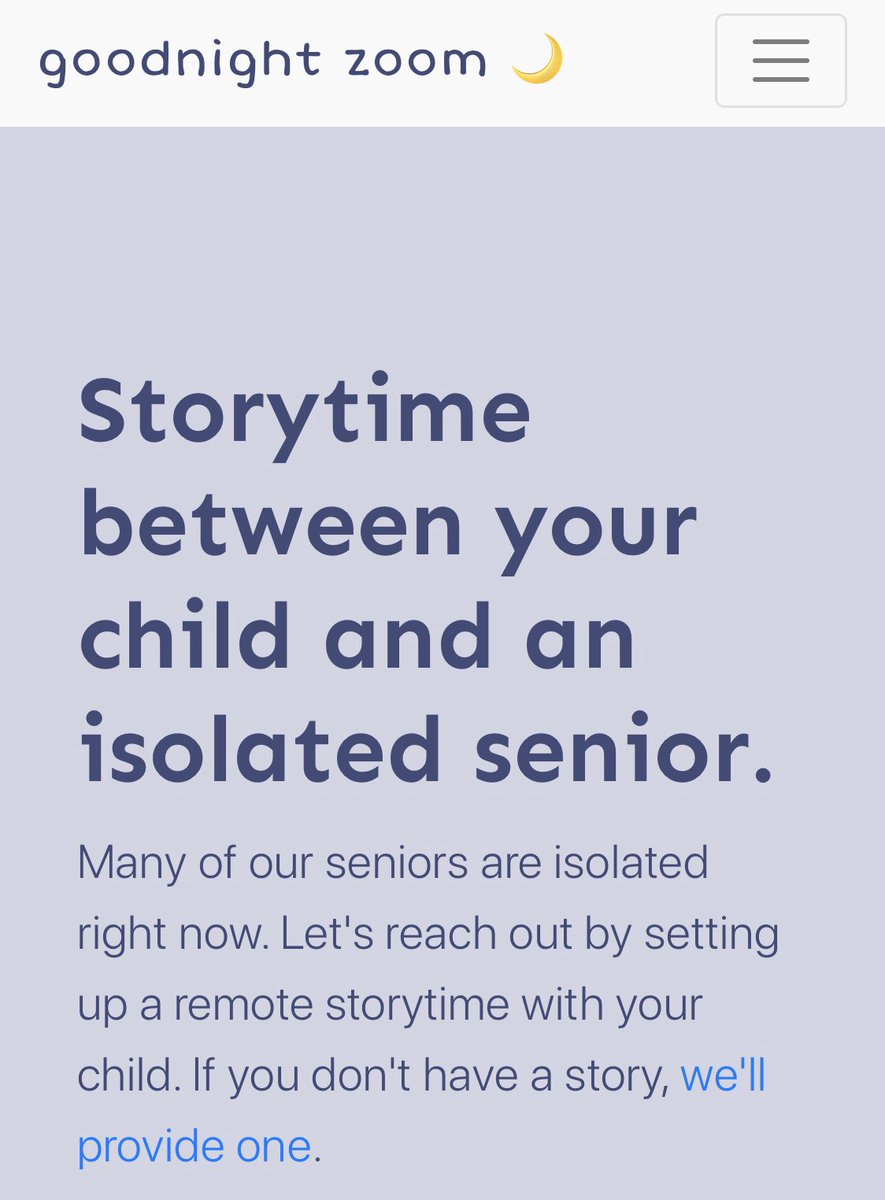 goodnight zoom 🌙
Storytime
between your
child and an
isolated senior.
Many of our seniors are isolated
right now. Let's reach out by setting
up a remote storytime with your
child. If you don't have a story, we'll
provide one.